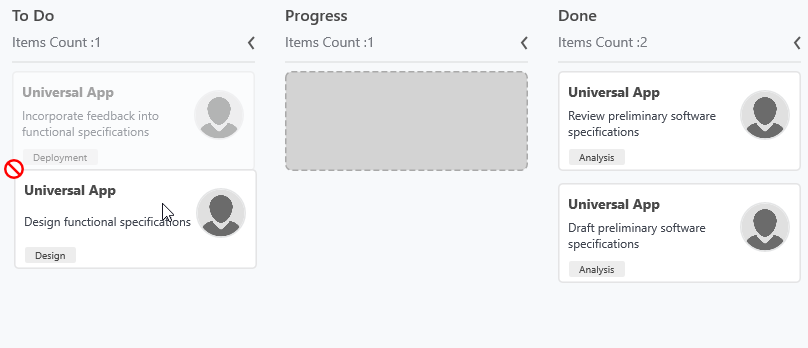 To Do
Items Count :1
Universal App
Incorporate feedback into
functional specifications
Deployment
Universal App
Design functional specifications
Design
Progress
Items Count :1
Done
Items Count :2
Universal App
Review preliminary software
specifications
Analysis
Universal App
Draft preliminary software
specifications
Analysis